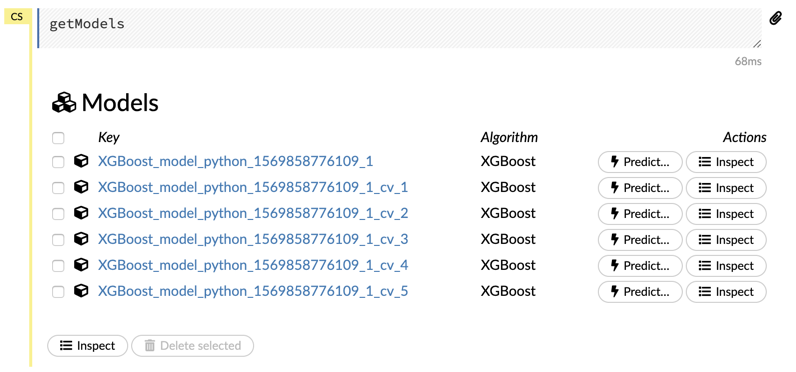 CS
getModels
68ms
Models
Key Algorithm Actions
XGBoost_model_python_1569858776109_1 XGBoost Predict... Inspect
XGBoost_model_python_1569858776109_1_cv_1 XGBoost Predict... Inspect
XGBoost_model_python_1569858776109_1_cv_2 XGBoost Predict... Inspect
XGBoost_model_python_1569858776109_1_cv_3 XGBoost Predict... Inspect
XGBoost_model_python_1569858776109_1_cv_4 XGBoost Predict... Inspect
XGBoost_model_python_1569858776109_1_cv_5 XGBoost Predict... Inspect
Inspect Delete selected